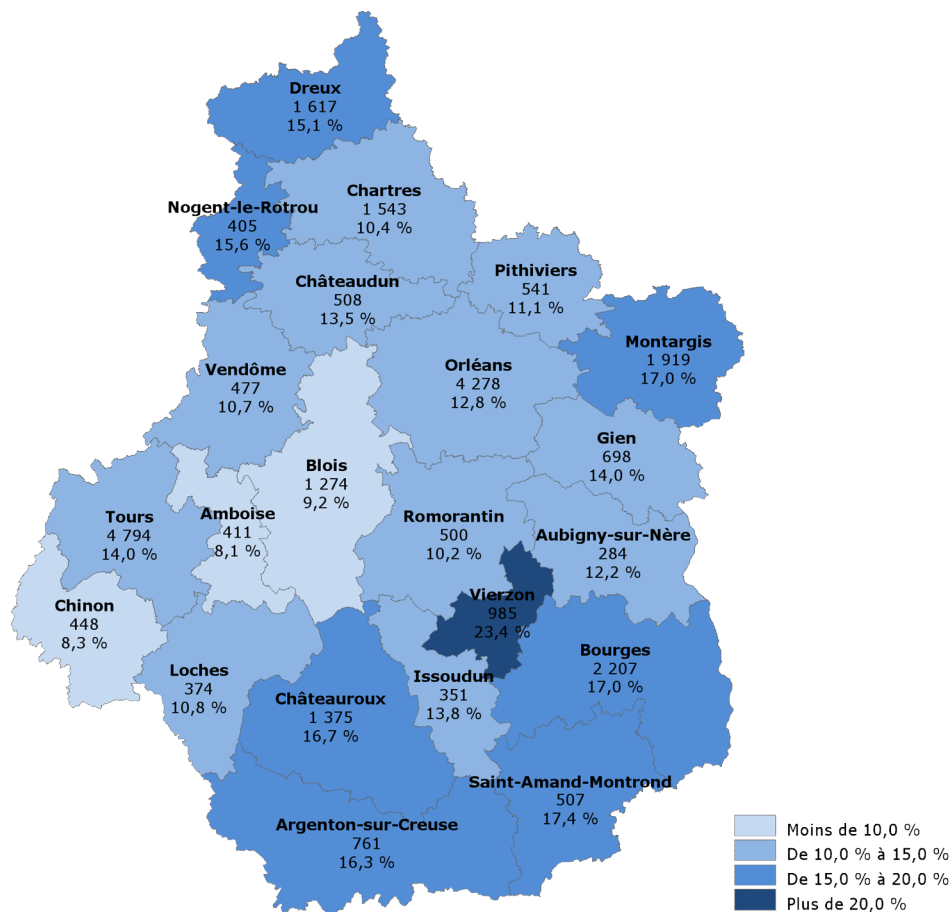 Dreux
1 617
15,1 %
Chartres
1 543
10,4 %
Nogent-le-Rotrou
405
15,6 %
Pithiviers
541
11,1 %
Châteaudun
508
13,5 %
Montargis
1 919
17,0 %
Orléans
4 278
12,8 %
Vendôme
477
10,7 %
Gien
698
14,0 %
Blois
1 274
9,2 %
Amboise
411
8,1 %
Tours
4 794
14,0 %
Romorantin
500
10,2 %
Aubigny-sur-Nère
284
12,2 %
Vierzon
985
23,4 %
Chinon
448
8,3 %
Bourges
2 207
17,0 %
Loches
374
10,8 %
Issoudun
351
13,8 %
Châteauroux
1 375
16,7 %
Saint-Amand-Montrond
507
17,4 %
Argenton-sur-Creuse
761
16,3 %
Moins de 10,0 %
De 10,0 % à 15,0 %
De 15,0 % à 20,0 %
Plus de 20,0 %